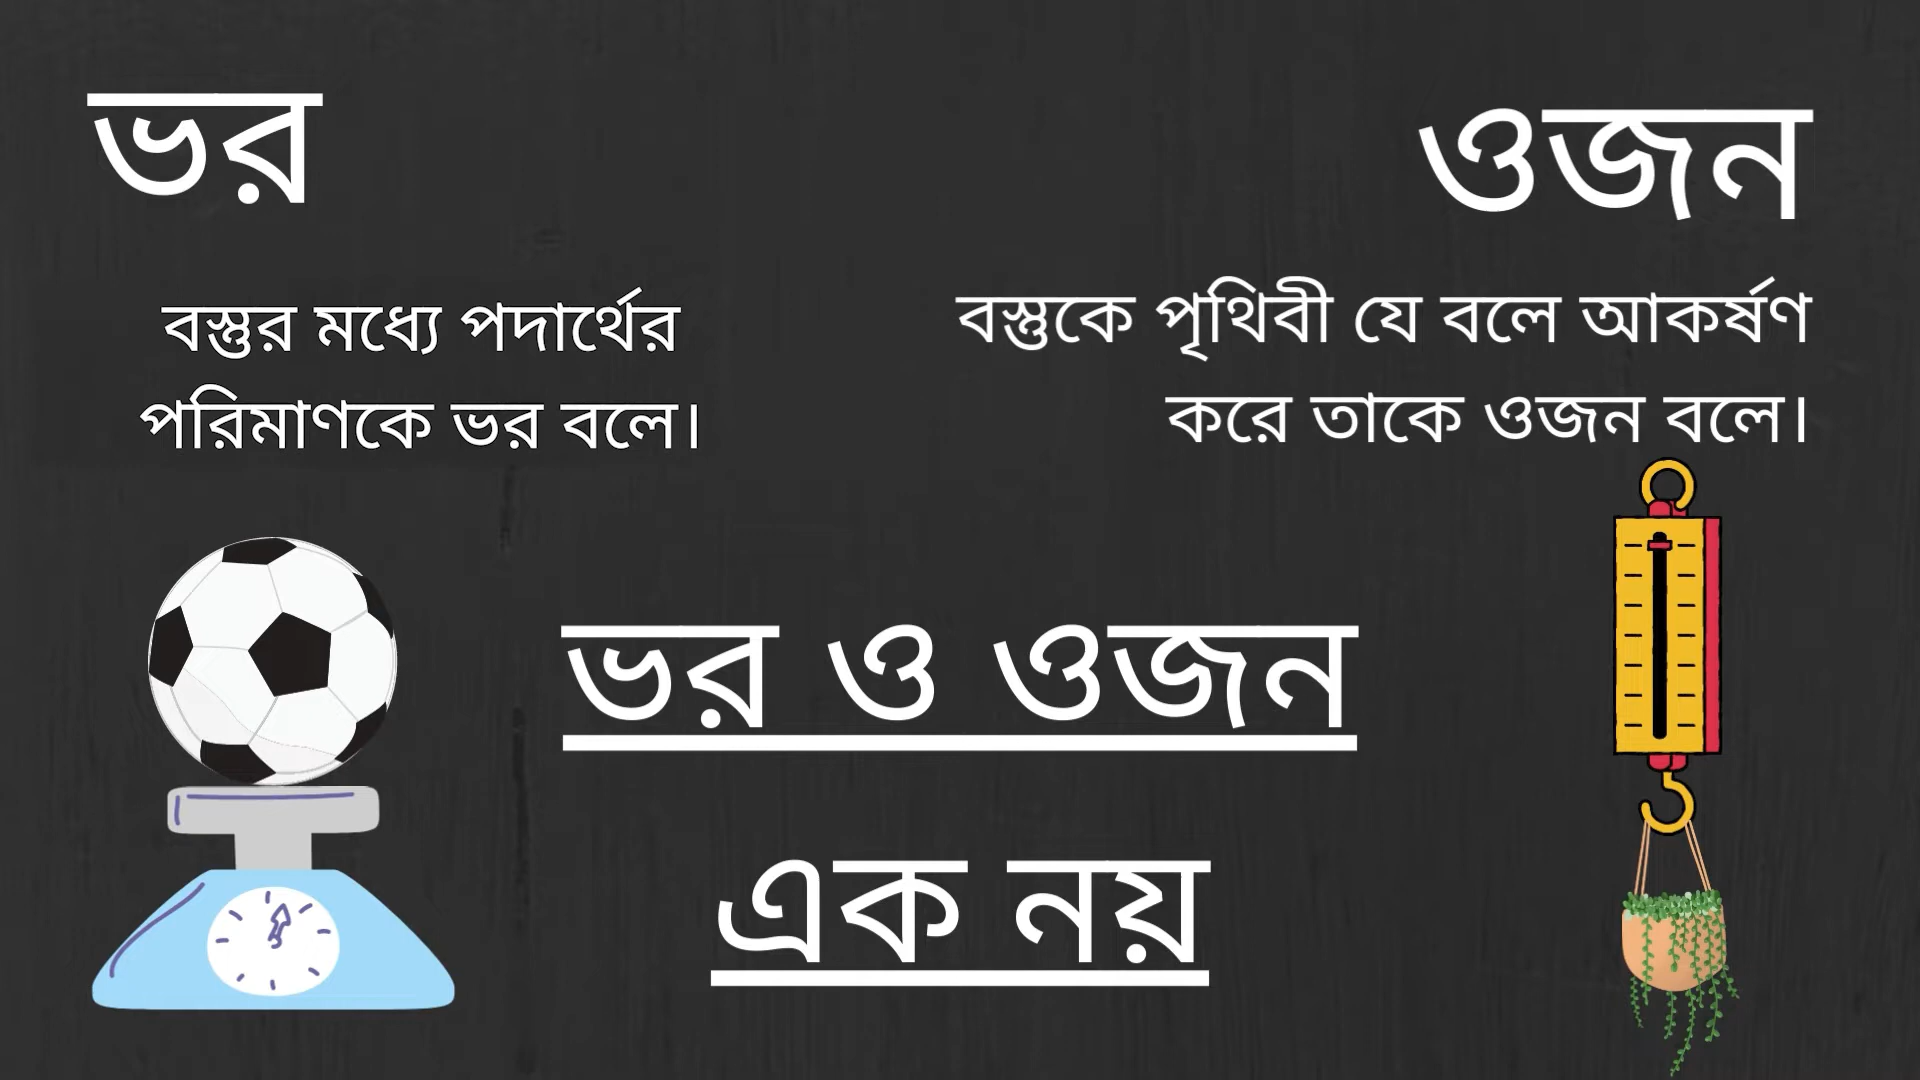 ভর
বস্তুর মধ্যে পদার্থের
পরিমাণকে ভর বলে।
ওজন
বস্তুকে পৃথিবী যে বলে আকর্ষণ
করে তাকে ওজন বলে।
ভর ও ওজন
এক নয়